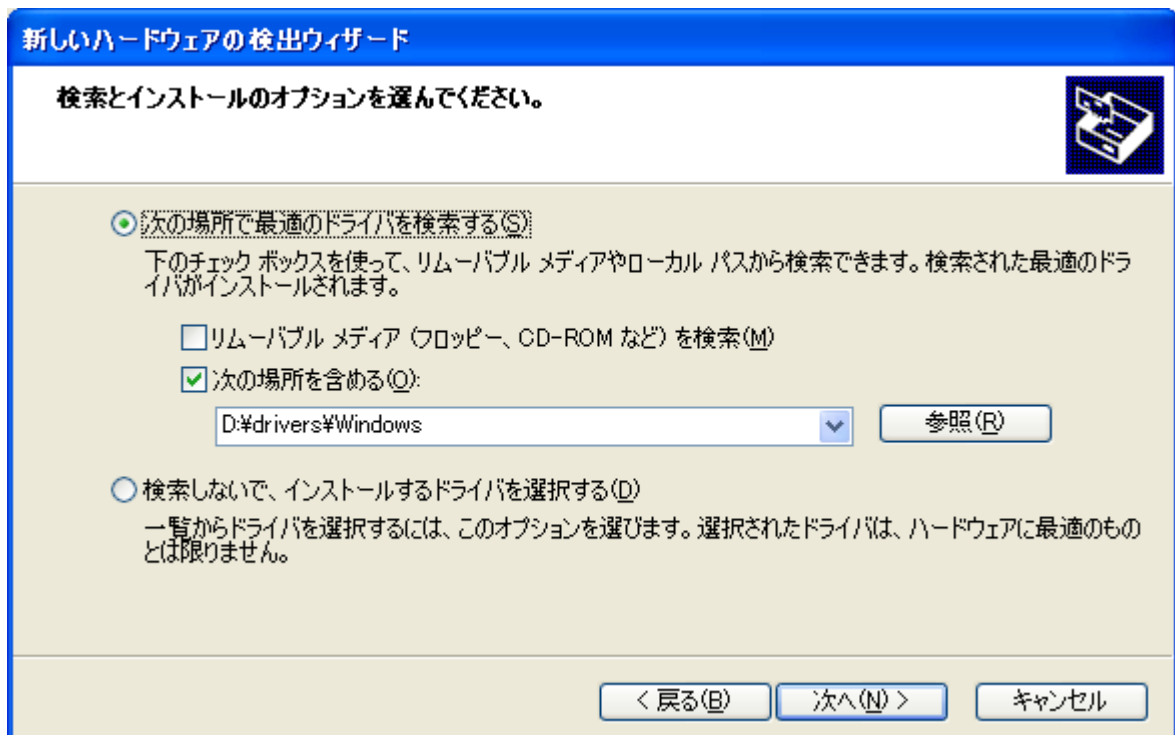 新しいハードウェアの検出ウィザード
検索とインストールのオプションを選んでください。
次の場所で最適のドライバを検索する(S)
下のチェック ボックスを使って、リムーバブル メディアやローカル パスから検索できます。検索された最適のドラ
イバがインストールされます。
リムーバブル メディア (フロッピー、CD-ROM など) を検索(M)
次の場所を含める(O):
D:¥drivers¥Windows
参照(R)
検索しないで、インストールするドライバを選択する(D)
一覧からドライバを選択するには、このオプションを選びます。選択されたドライバは、ハードウェアに最適のもの
とは限りません。
< 戻る(B) 次へ(N) > キャンセル